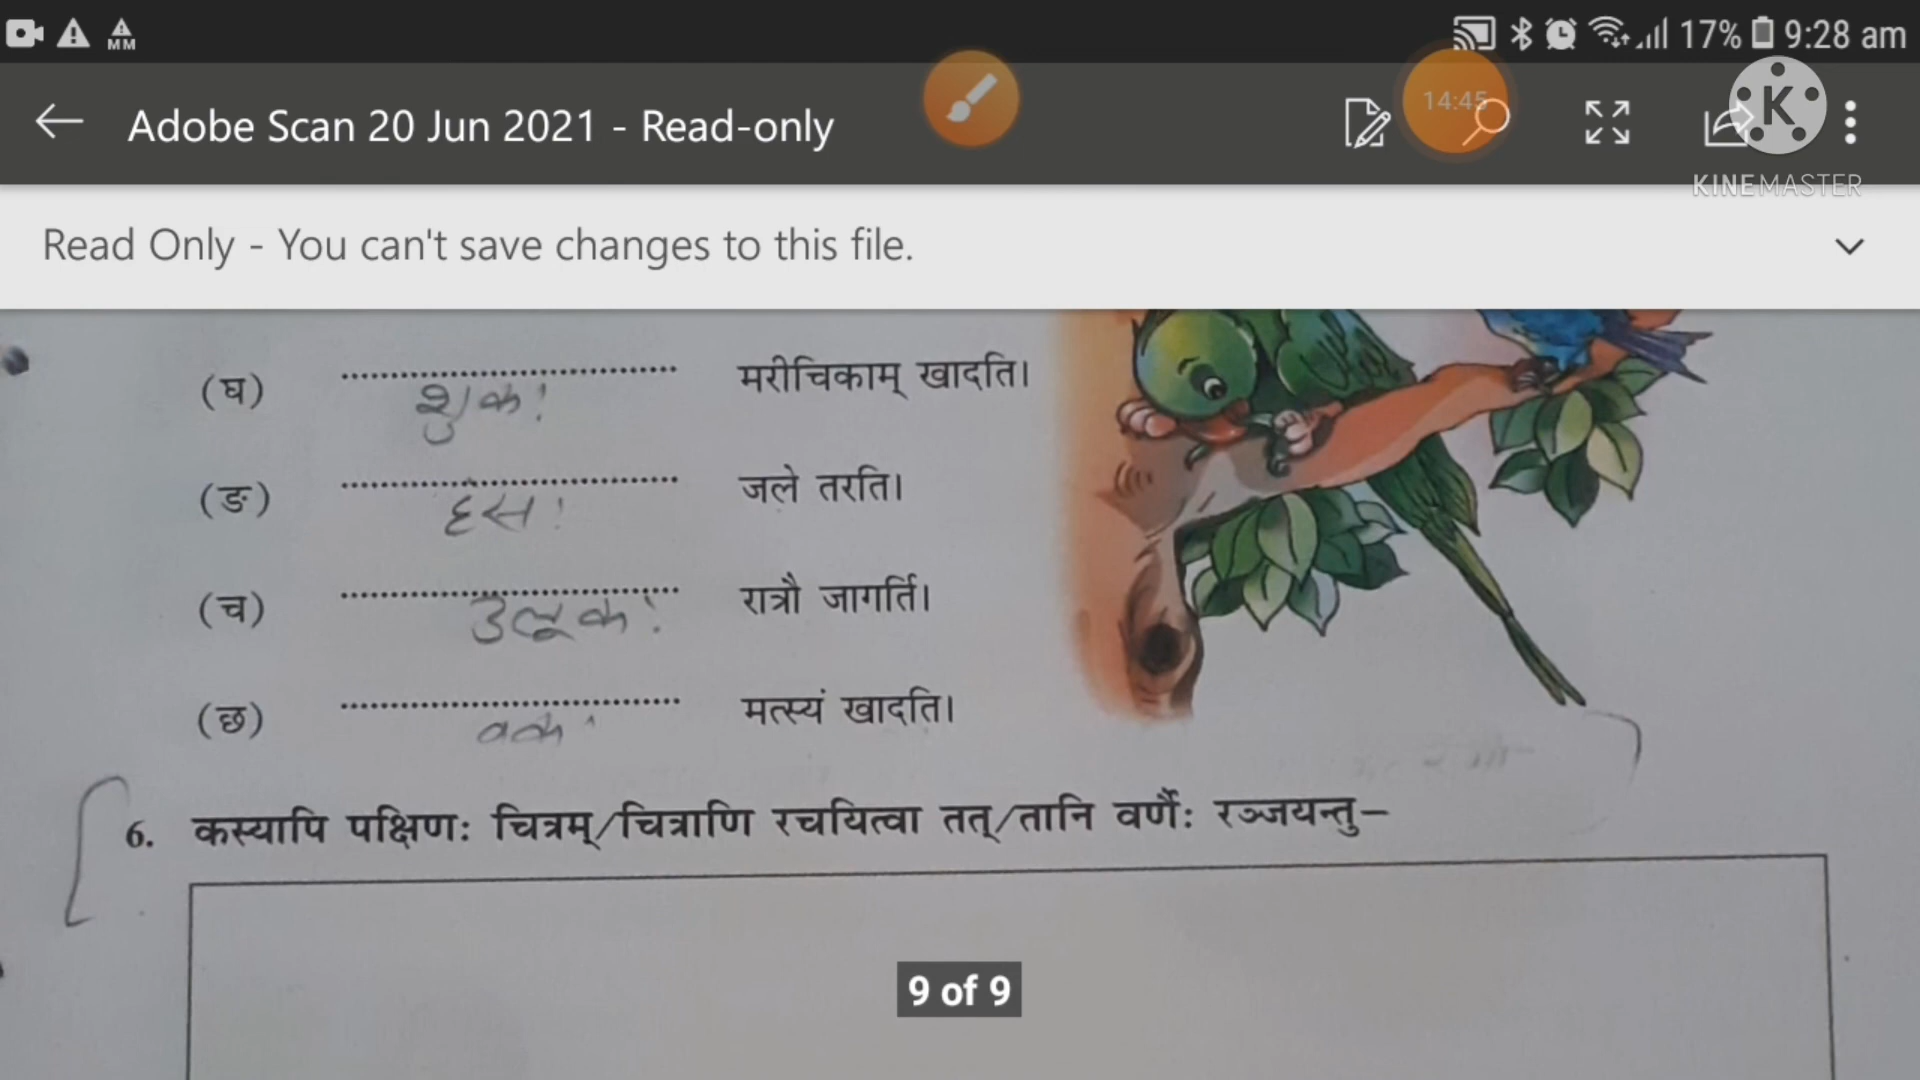 MM
17% 9:28 am
Adobe Scan 20 Jun 2021 - Read-only
14:45
K
KINEMASTER
Read Only - You can't save changes to this file.
(घ) .......................................... मरीचिकाम् खादति।
शुक:
(ङ) .......................................... जले तरति।
हंस:
(च) .......................................... रात्रौ जागर्ति।
उलूक:
(छ) .......................................... मत्स्यं खादति।
वक:
6. कस्यापि पक्षिणः चित्रम्/चित्राणि रचयित्वा तत्/तानि वर्णैः रञ्जयन्तु–
9 of 9